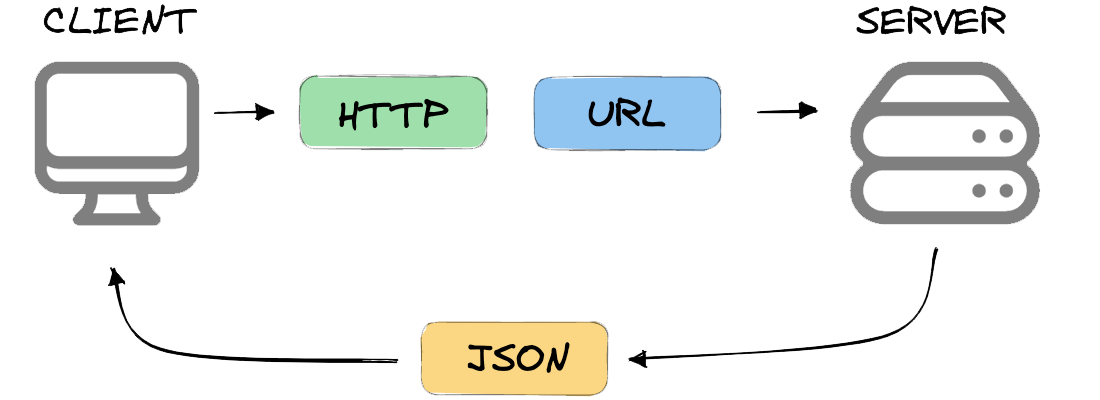 CLIENT
SERVER
HTTP
URL
JSON